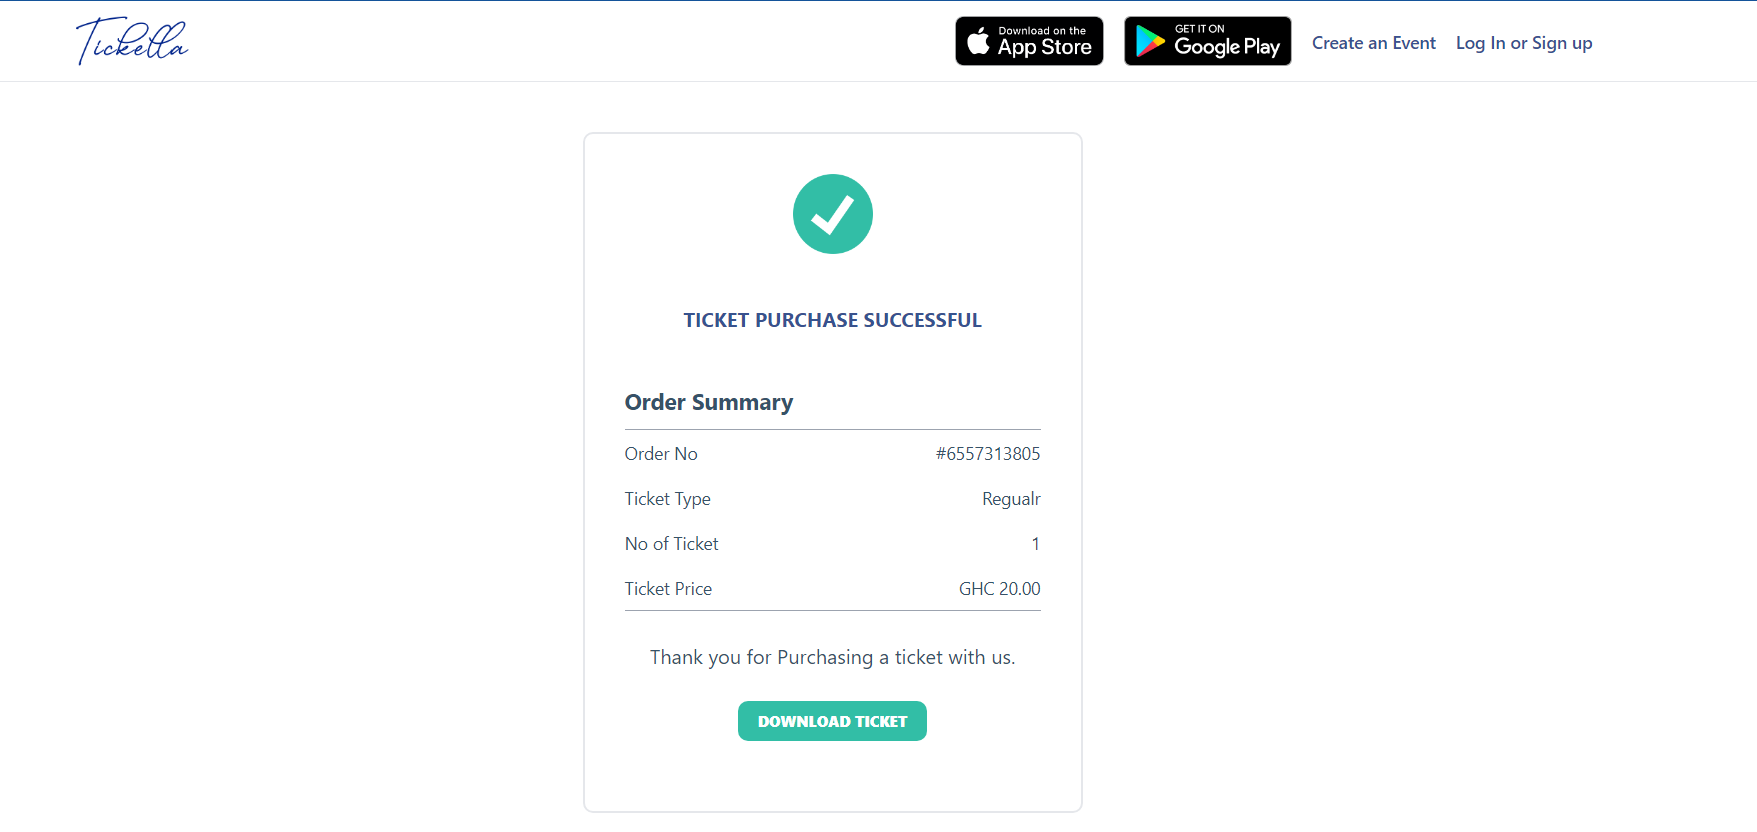 Tickella
Download on the
App Store
GET IT ON
Google Play
Create an Event
Log In or Sign up
TICKET PURCHASE SUCCESSFUL
Order Summary
Order No #6557313805
Ticket Type Regualr
No of Ticket 1
Ticket Price GHC 20.00
Thank you for Purchasing a ticket with us.
DOWNLOAD TICKET